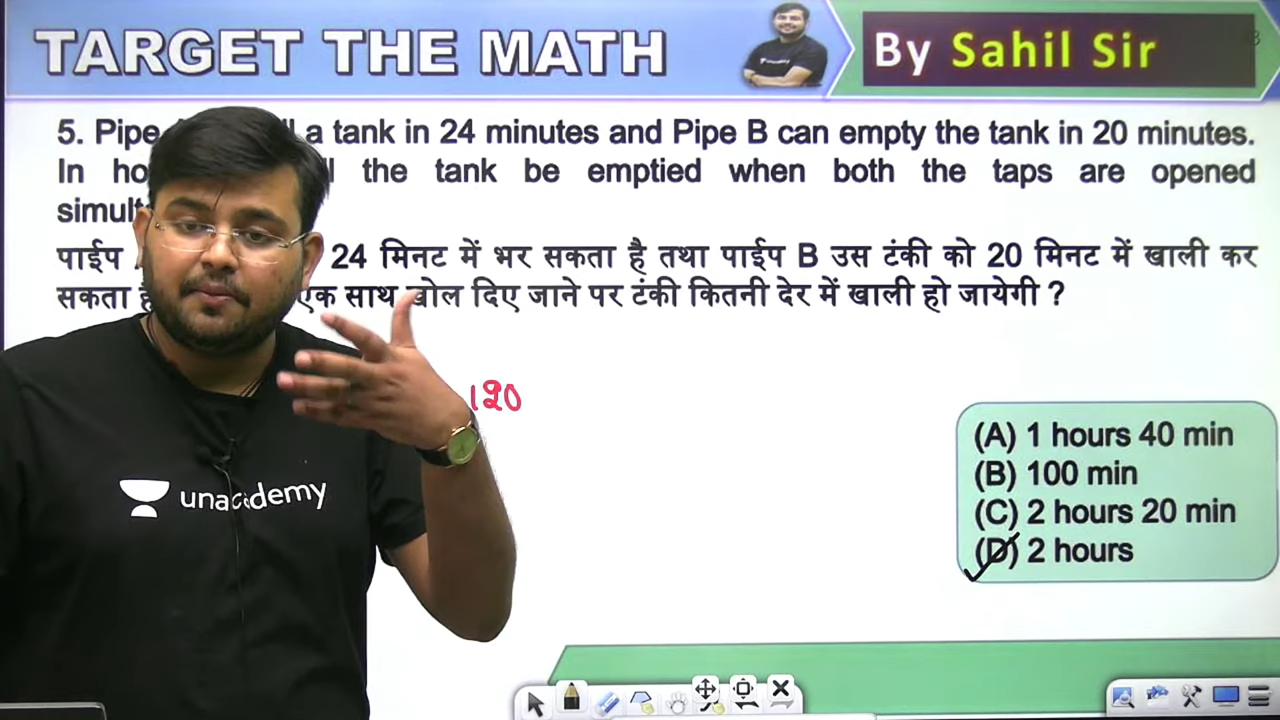 TARGET THE MATH
By Sahil Sir
5. Pipe a tank in 24 minutes and Pipe B can empty the tank in 20 minutes.
In the tank be emptied when both the taps are opened
पाईप 24 मिनट में भर सकता है तथा पाईप B उस टंकी को 20 मिनट में खाली कर
सकता एक साथ खोल दिए जाने पर टंकी कितनी देर में खाली हो जायेगी ?
120
(A) 1 hours 40 min
(B) 100 min
(C) 2 hours 20 min
(D) 2 hours
unacademy